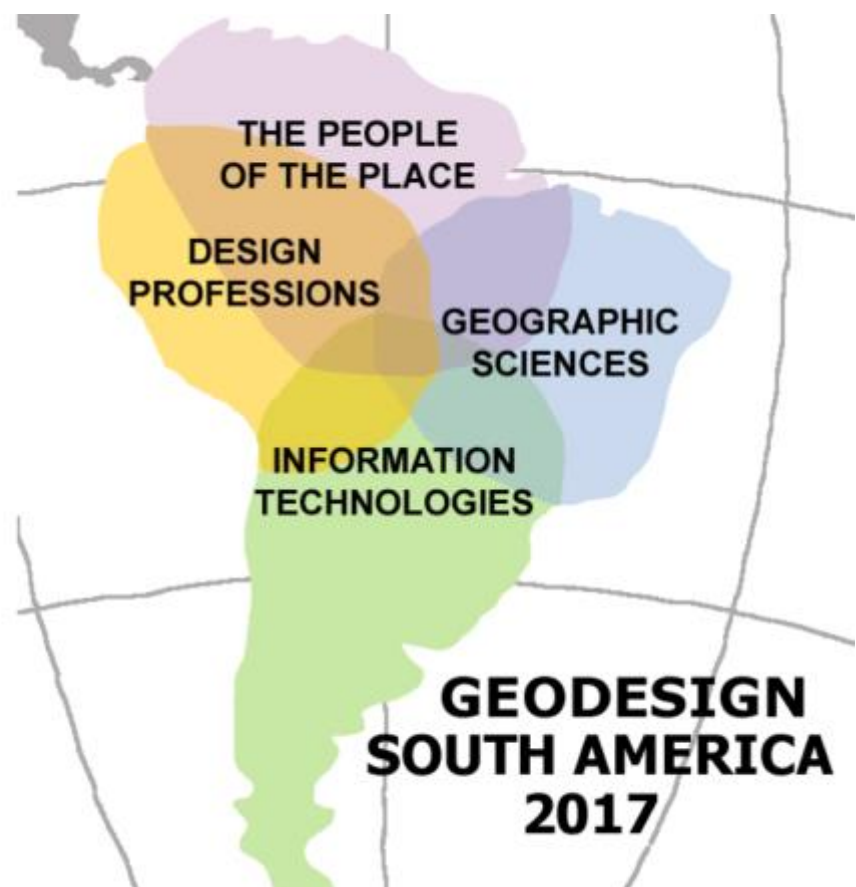 THE PEOPLE
OF THE PLACE
DESIGN
PROFESSIONS
GEOGRAPHIC
SCIENCES
INFORMATION
TECHNOLOGIES
GEODESIGN
SOUTH AMERICA
2017